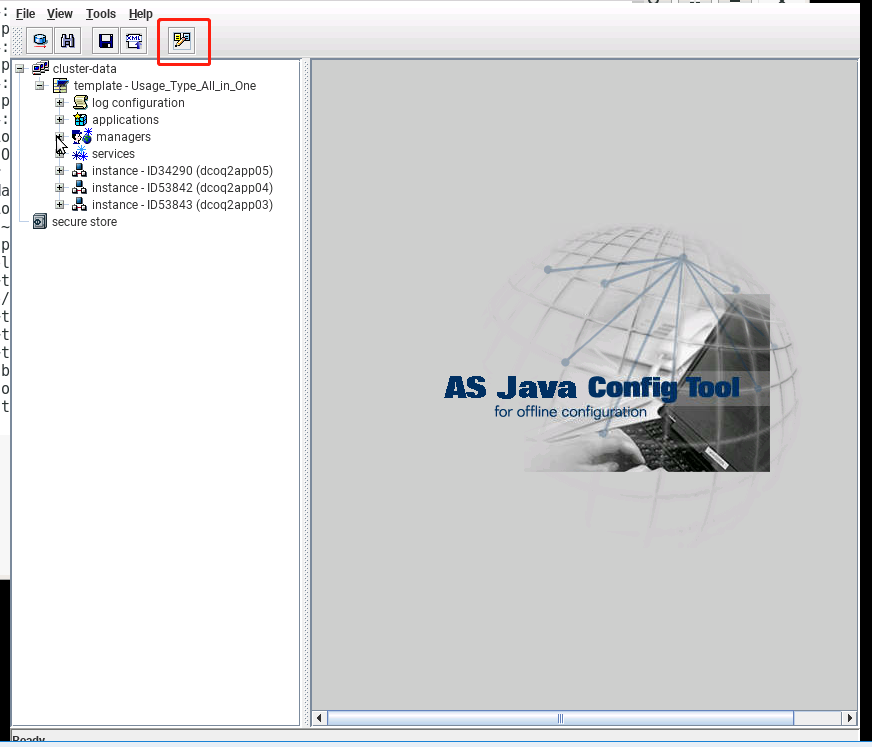 File View Tools Help
cluster-data
template - Usage_Type_All_in_One
log configuration
applications
managers
services
instance - ID34290 (dcoq2app05)
instance - ID53842 (dcoq2app04)
instance - ID53843 (dcoq2app03)
secure store
AS Java Config Tool
for offline configuration
Ready